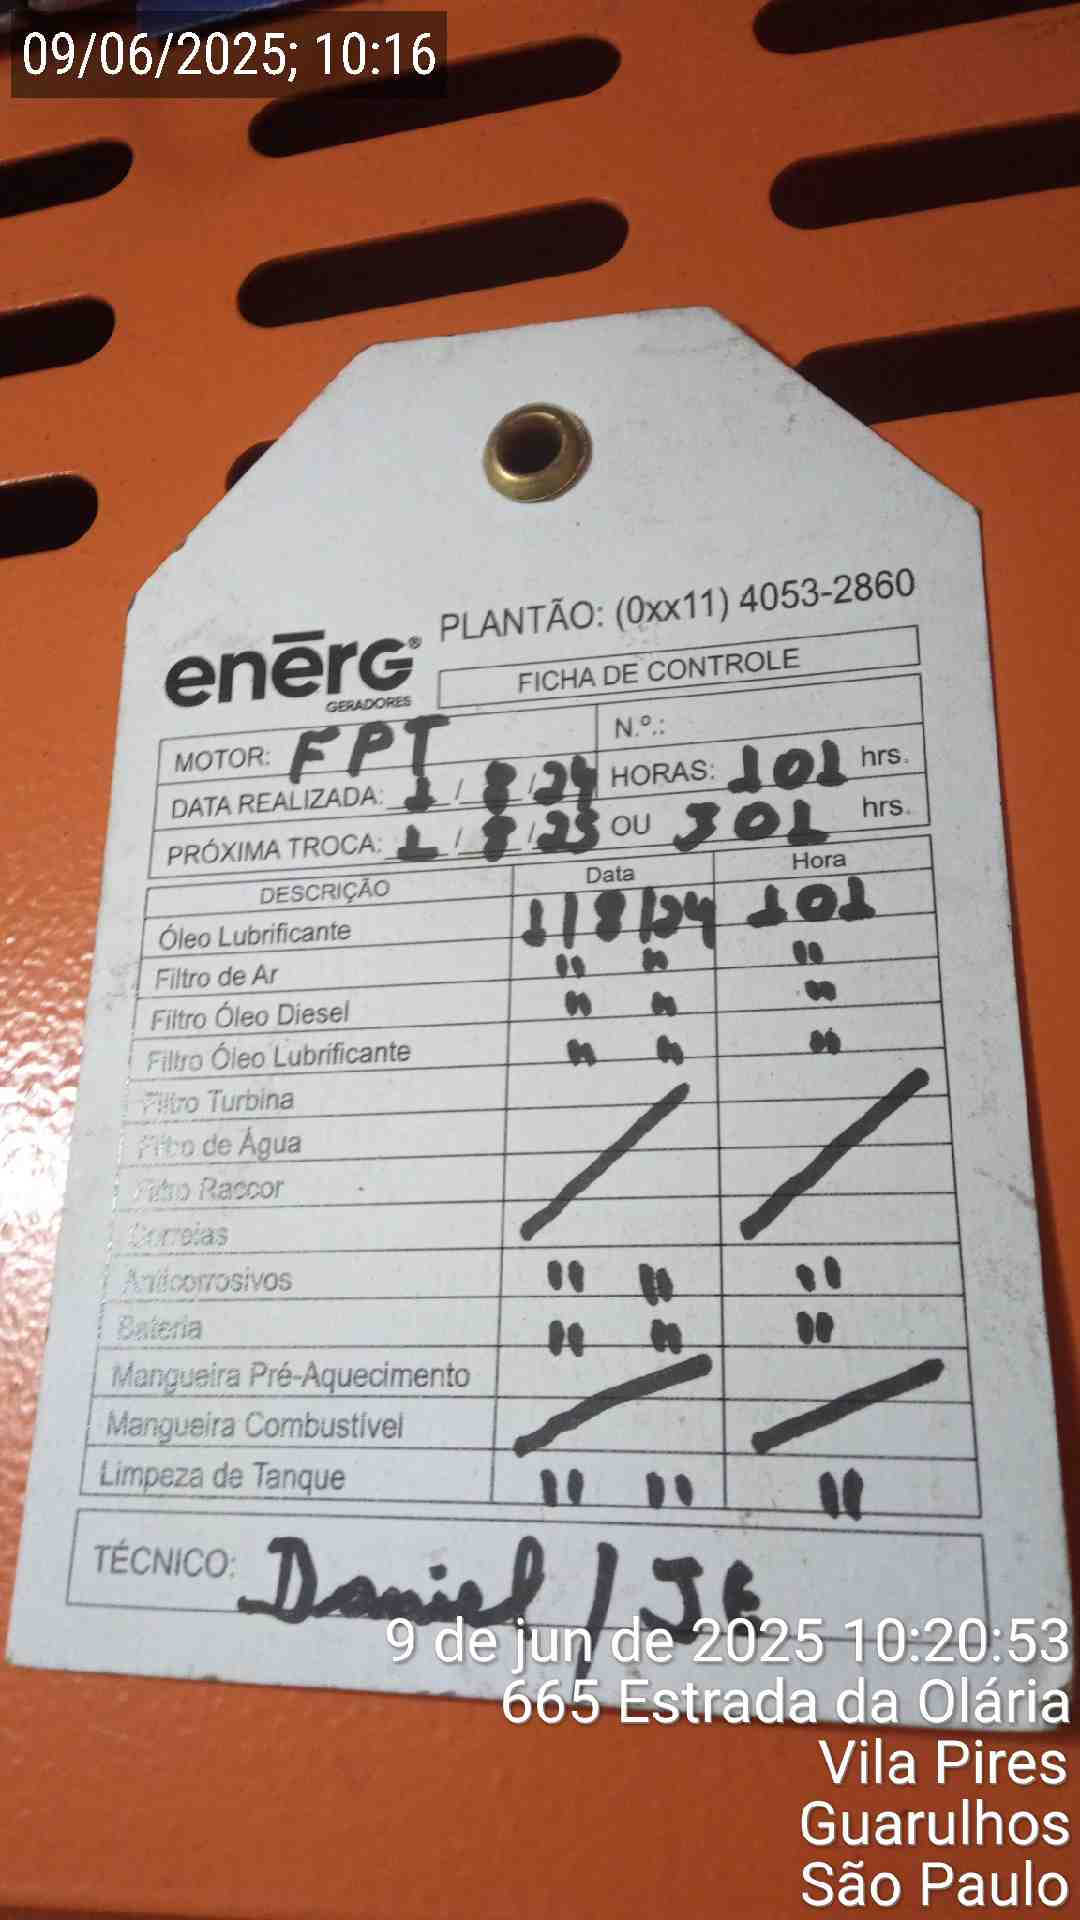 09/06/2025; 10:16
PLANTÃO: (0xx11) 4053-2860
enērG®
GERADORES
FICHA DE CONTROLE
MOTOR: FPT N.º.:
DATA REALIZADA: 1/8/24 HORAS: 101 hrs.
PRÓXIMA TROCA: 1/8/25 OU 301 hrs.
DESCRIÇÃO Data Hora
Óleo Lubrificante 1/8/24 101
Filtro de Ar " " "
Filtro Óleo Diesel " " "
Filtro Óleo Lubrificante " " "
Filtro Turbina
Filtro de Água
Filtro Raccor
Correias
Anticorrosivos " " "
Bateria " " "
Mangueira Pré-Aquecimento
Mangueira Combustível
Limpeza de Tanque " " "
TÉCNICO: Daniel / JE
9 de jun de 2025 10:20:53
665 Estrada da Olária
Vila Pires
Guarulhos
São Paulo